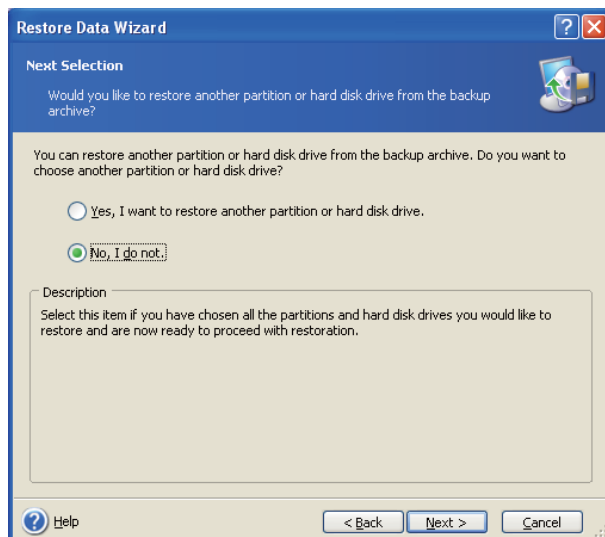 Restore Data Wizard
Next Selection
Would you like to restore another partition or hard disk drive from the backup
archive?
You can restore another partition or hard disk drive from the backup archive. Do you want to
choose another partition or hard disk drive?
Yes, I want to restore another partition or hard disk drive.
No, I do not.
Description
Select this item if you have chosen all the partitions and hard disk drives you would like to
restore and are now ready to proceed with restoration.
Help
< Back
Next >
Cancel